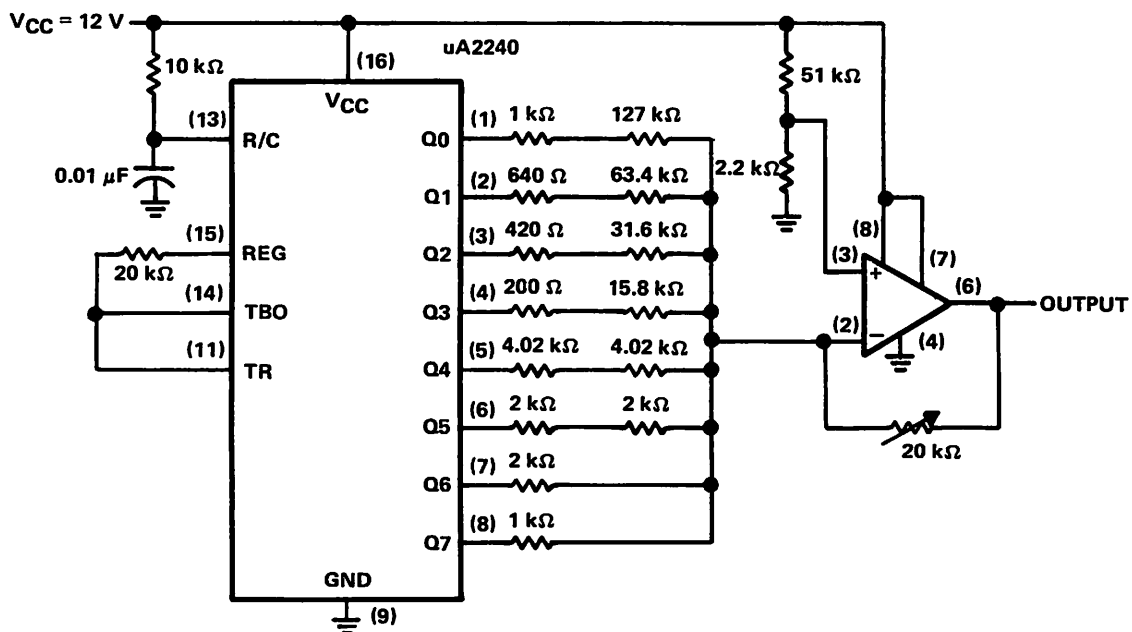 VCC = 12 V
uA2240
10 kΩ
(16)
51 kΩ
VCC
(13)
R/C
Q0
(1)
1 kΩ
127 kΩ
0.01 μF
2.2 kΩ
Q1
(2)
640 Ω
63.4 kΩ
(15)
REG
20 kΩ
Q2
(3)
420 Ω
31.6 kΩ
(8)
(7)
(3)
+
(6)
OUTPUT
(14)
TBO
Q3
(4)
200 Ω
15.8 kΩ
(2)
−
(4)
(11)
TR
Q4
(5)
4.02 kΩ
4.02 kΩ
Q5
(6)
2 kΩ
2 kΩ
20 kΩ
Q6
(7)
2 kΩ
Q7
(8)
1 kΩ
GND
(9)